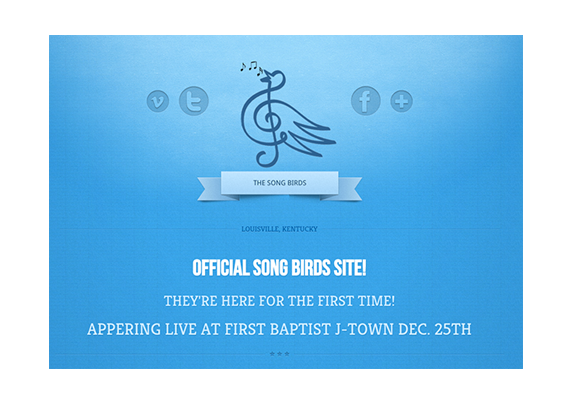 THE SONG BIRDS
LOUISVILLE, KENTUCKY
OFFICIAL SONG BIRDS SITE!
THEY'RE HERE FOR THE FIRST TIME!
APPERING LIVE AT FIRST BAPTIST J-TOWN DEC. 25TH